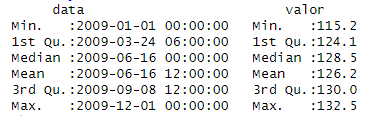 data valor
Min. :2009-01-01 00:00:00 Min. :115.2
1st Qu.:2009-03-24 06:00:00 1st Qu.:124.1
Median :2009-06-16 00:00:00 Median :128.5
Mean :2009-06-16 12:00:00 Mean :126.2
3rd Qu.:2009-09-08 12:00:00 3rd Qu.:130.0
Max. :2009-12-01 00:00:00 Max. :132.5